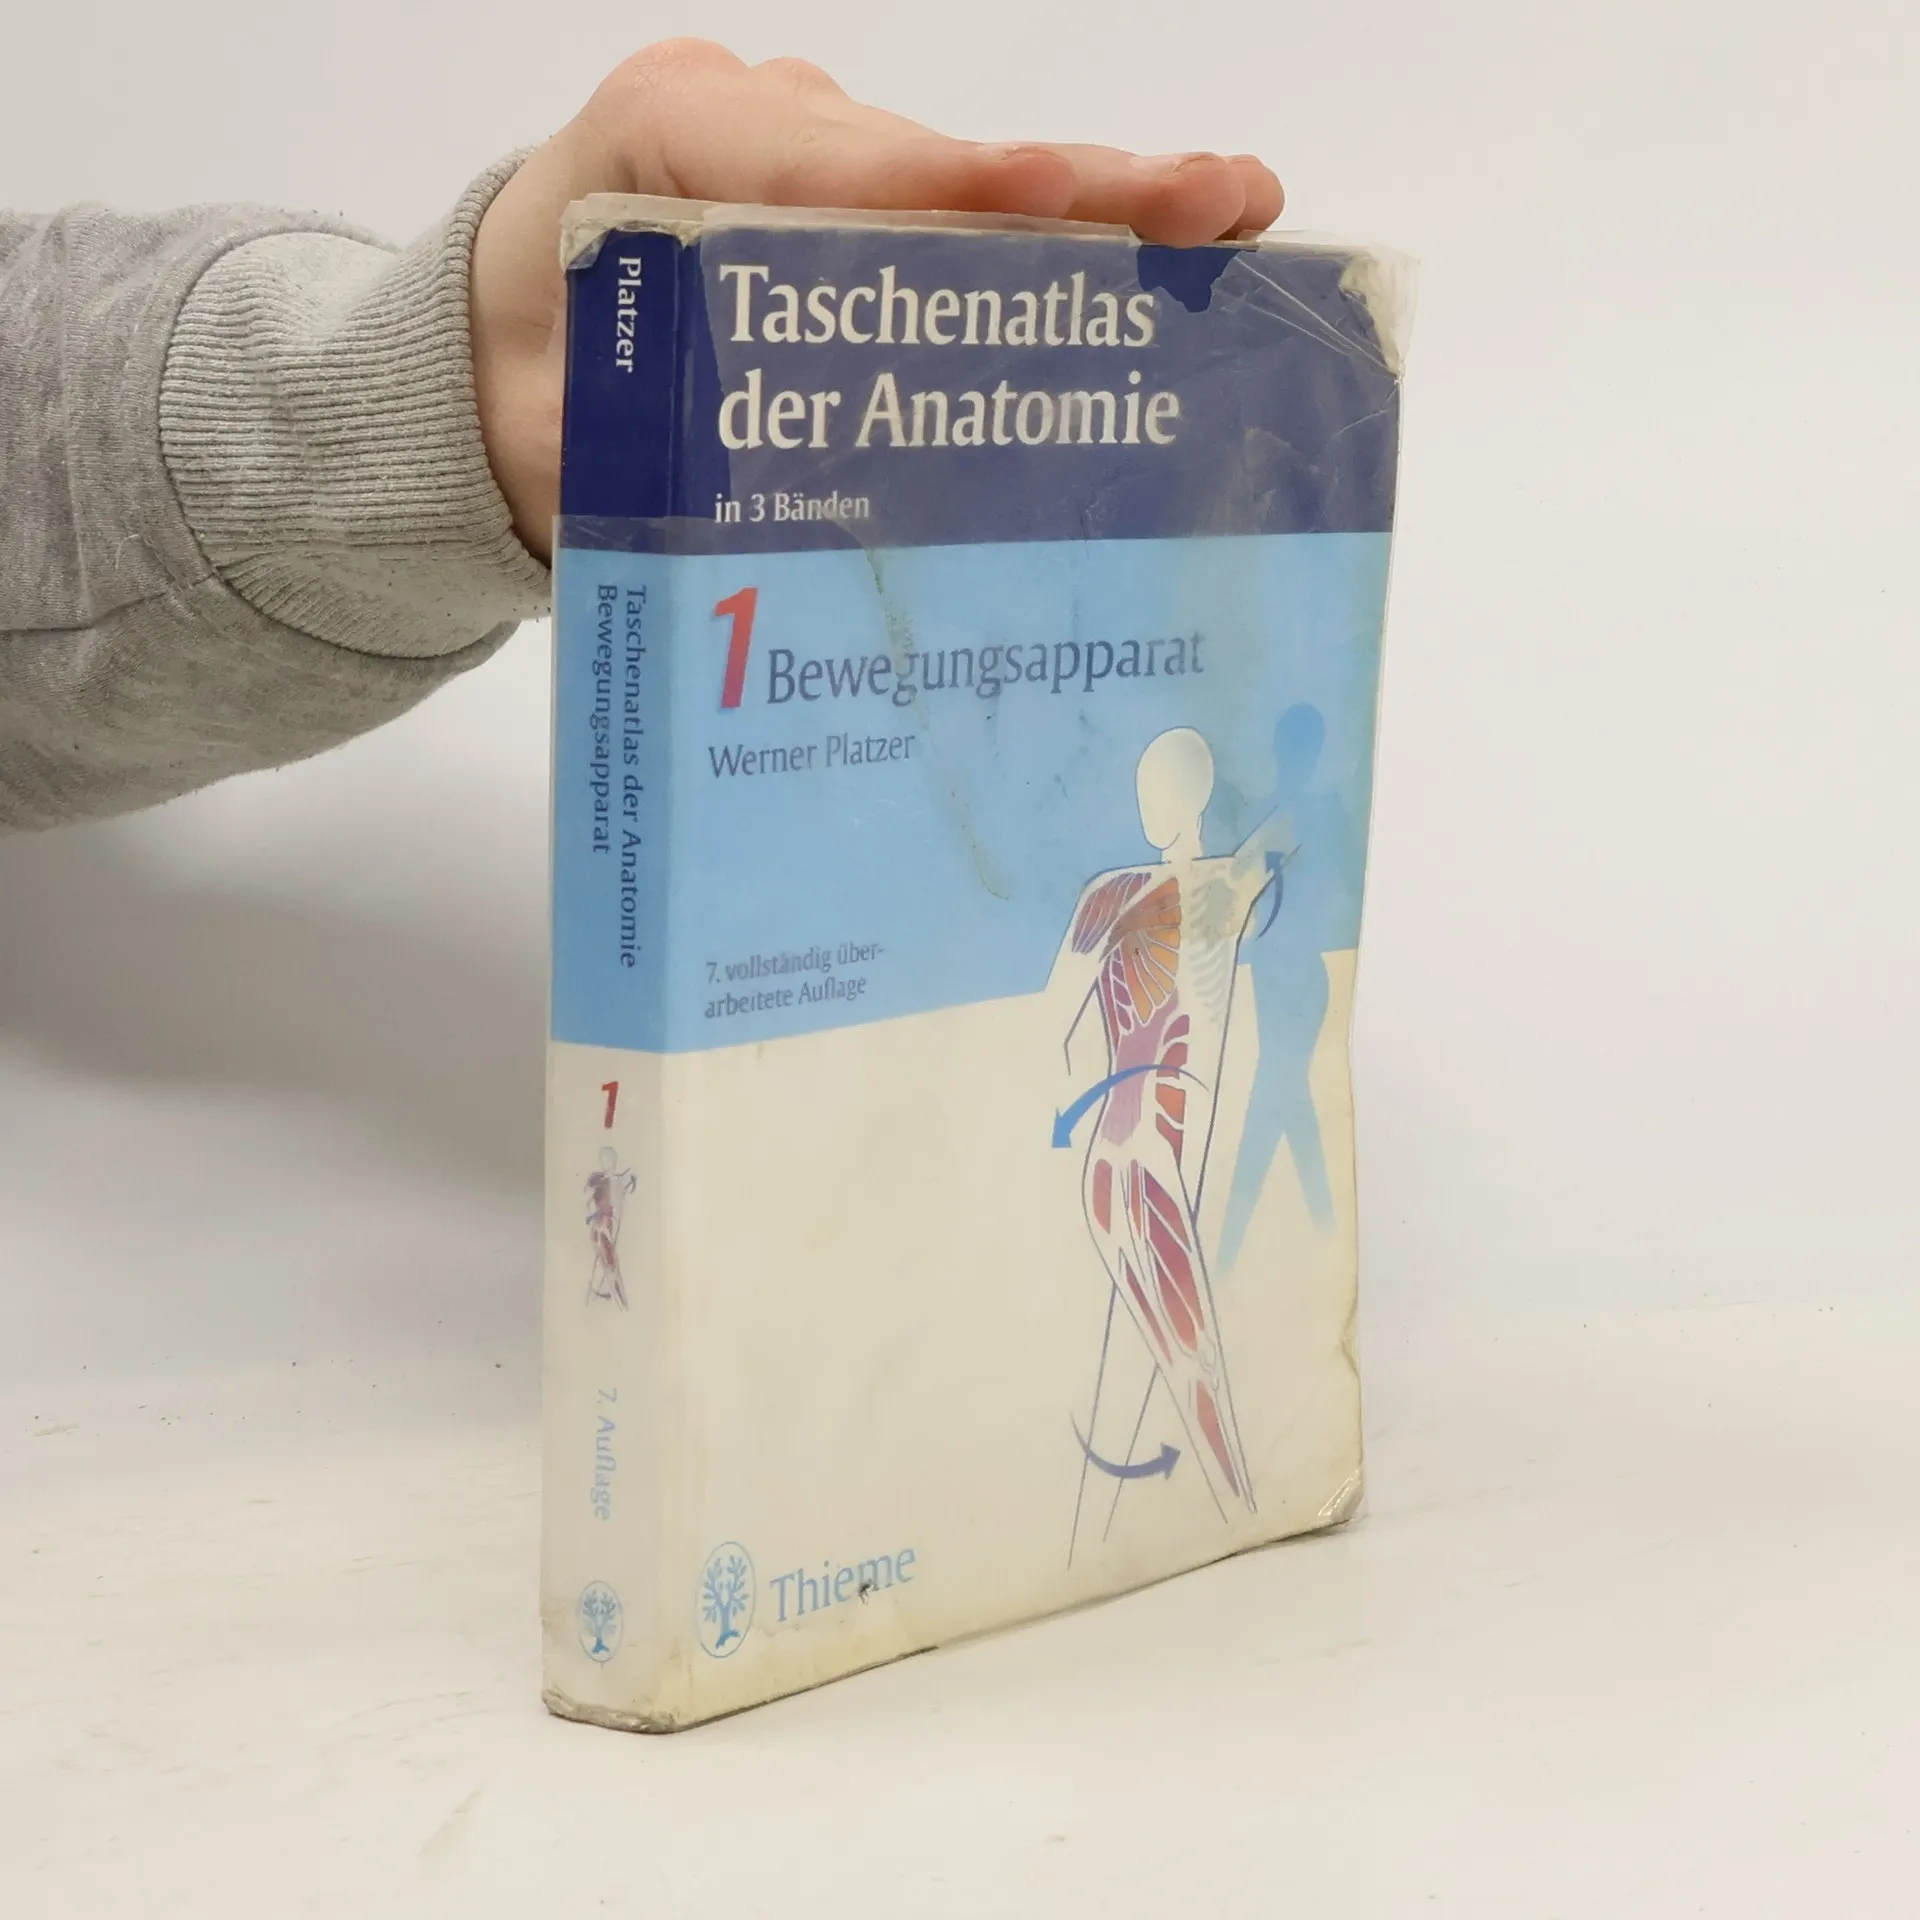 Platzer
Taschenatlas der Anatomie
Bewegungsapparat
1
7. Auflage
Taschenatlas
der Anatomie
in 3 Bänden
1 Bewegungsapparat
Werner Platzer
7. vollständig über-
arbeitete Auflage
Thieme